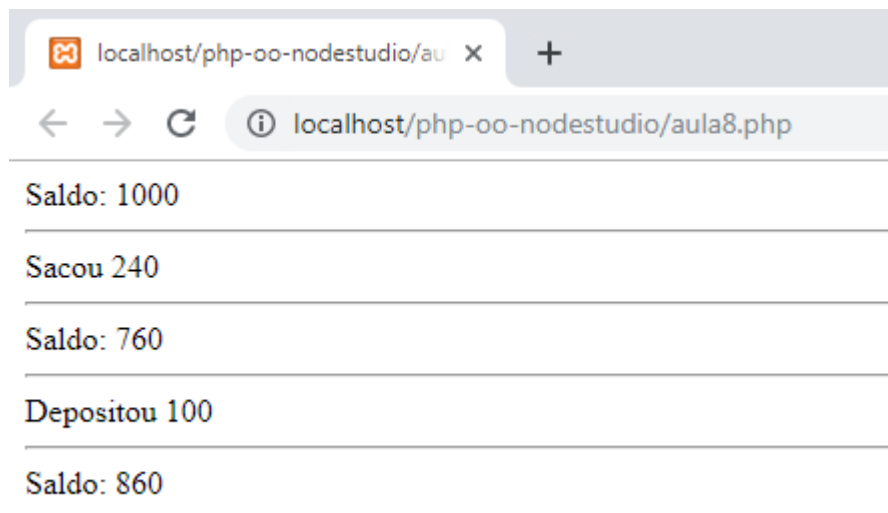 localhost/php-oo-nodestudio/au
localhost/php-oo-nodestudio/aula8.php
Saldo: 1000
Sacou 240
Saldo: 760
Depositou 100
Saldo: 860